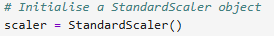 # Initialise a StandardScaler object
scaler = StandardScaler()